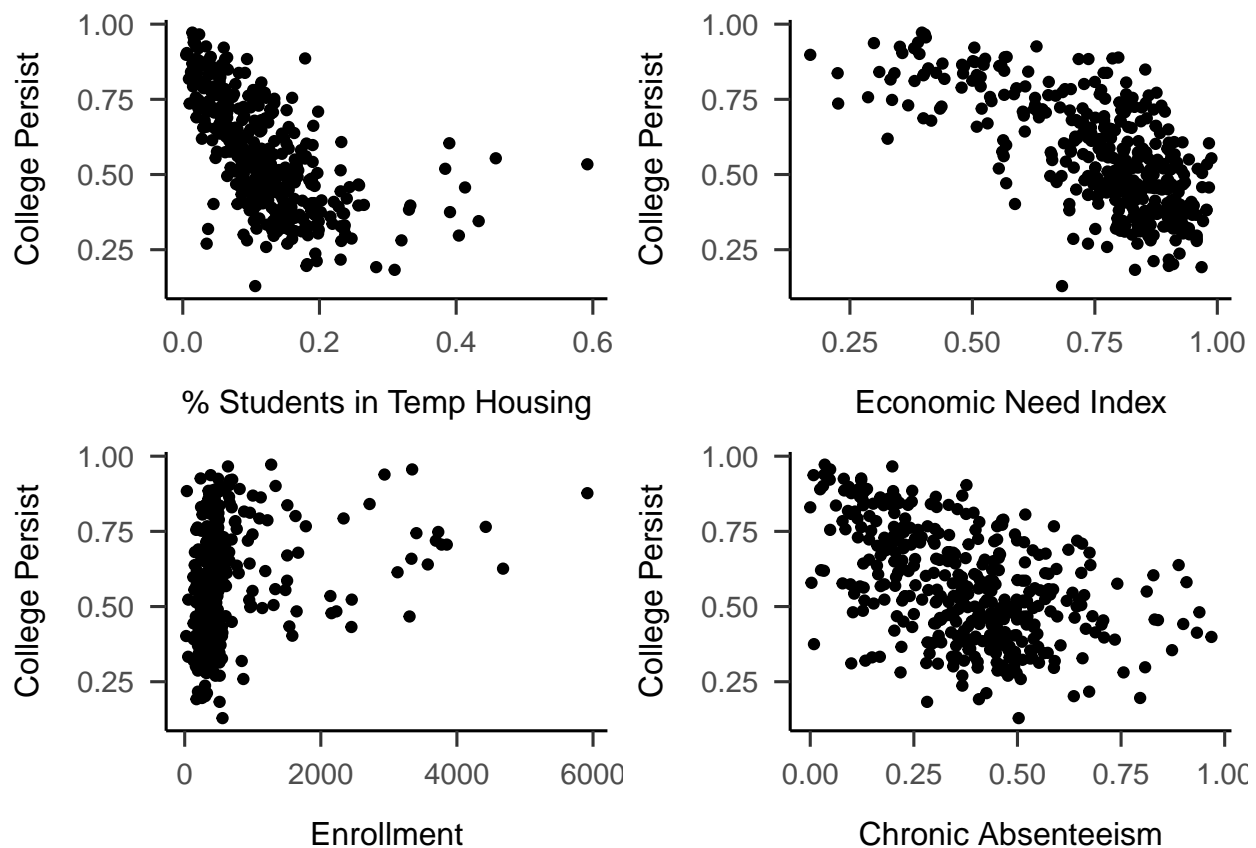 College Persist
1.00
0.75
0.50
0.25
0.0 0.2 0.4 0.6
% Students in Temp Housing
College Persist
1.00
0.75
0.50
0.25
0.25 0.50 0.75 1.00
Economic Need Index
College Persist
1.00
0.75
0.50
0.25
0 2000 4000 6000
Enrollment
College Persist
1.00
0.75
0.50
0.25
0.00 0.25 0.50 0.75 1.00
Chronic Absenteeism